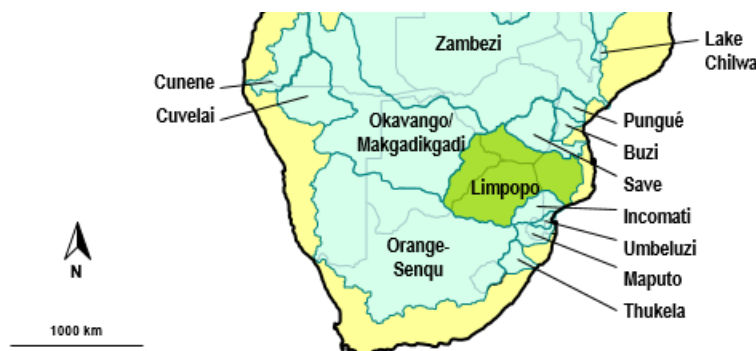 Zambezi
Lake
Chilwa
Cunene
Cuvelai
Okavango/
Makgadikgadi
Pungué
Buzi
Save
Limpopo
Incomati
Umbeluzi
Maputo
Thukela
Orange-
Senqu
N
1000 km